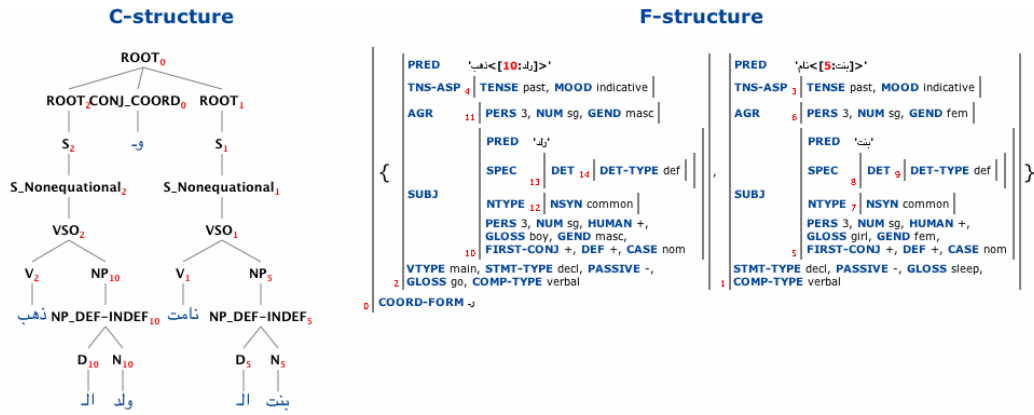 C-structure
ROOT0
ROOT2 CONJ_COORD0 ROOT1
S2 و- S1
S_Nonequational2 S_Nonequational1
VSO2 VSO1
V2 NP10 V1 NP5
ذهب NP_DEF-INDEF10 نامت NP_DEF-INDEF5
D10 N10 D5 N5
الـ ولد الـ بنت
F-structure
PRED 'ذهب<[10:ولد]>'
TNS-ASP 4 TENSE past, MOOD indicative
AGR 11 PERS 3, NUM sg, GEND masc
PRED 'ولد'
SPEC 13 DET 14 DET-TYPE def
SUBJ
NTYPE 12 NSYN common
PERS 3, NUM sg, HUMAN +,
GLOSS boy, GEND masc,
10 FIRST-CONJ +, DEF +, CASE nom
VTYPE main, STMT-TYPE decl, PASSIVE -,
2 GLOSS go, COMP-TYPE verbal
{ , }
PRED 'نام<[5:بنت]>'
TNS-ASP 3 TENSE past, MOOD indicative
AGR 6 PERS 3, NUM sg, GEND fem
PRED 'بنت'
SPEC 8 DET 9 DET-TYPE def
SUBJ
NTYPE 7 NSYN common
PERS 3, NUM sg, HUMAN +,
GLOSS girl, GEND fem,
5 FIRST-CONJ +, DEF +, CASE nom
STMT-TYPE decl, PASSIVE -, GLOSS sleep,
1 COMP-TYPE verbal
0 COORD-FORM و-